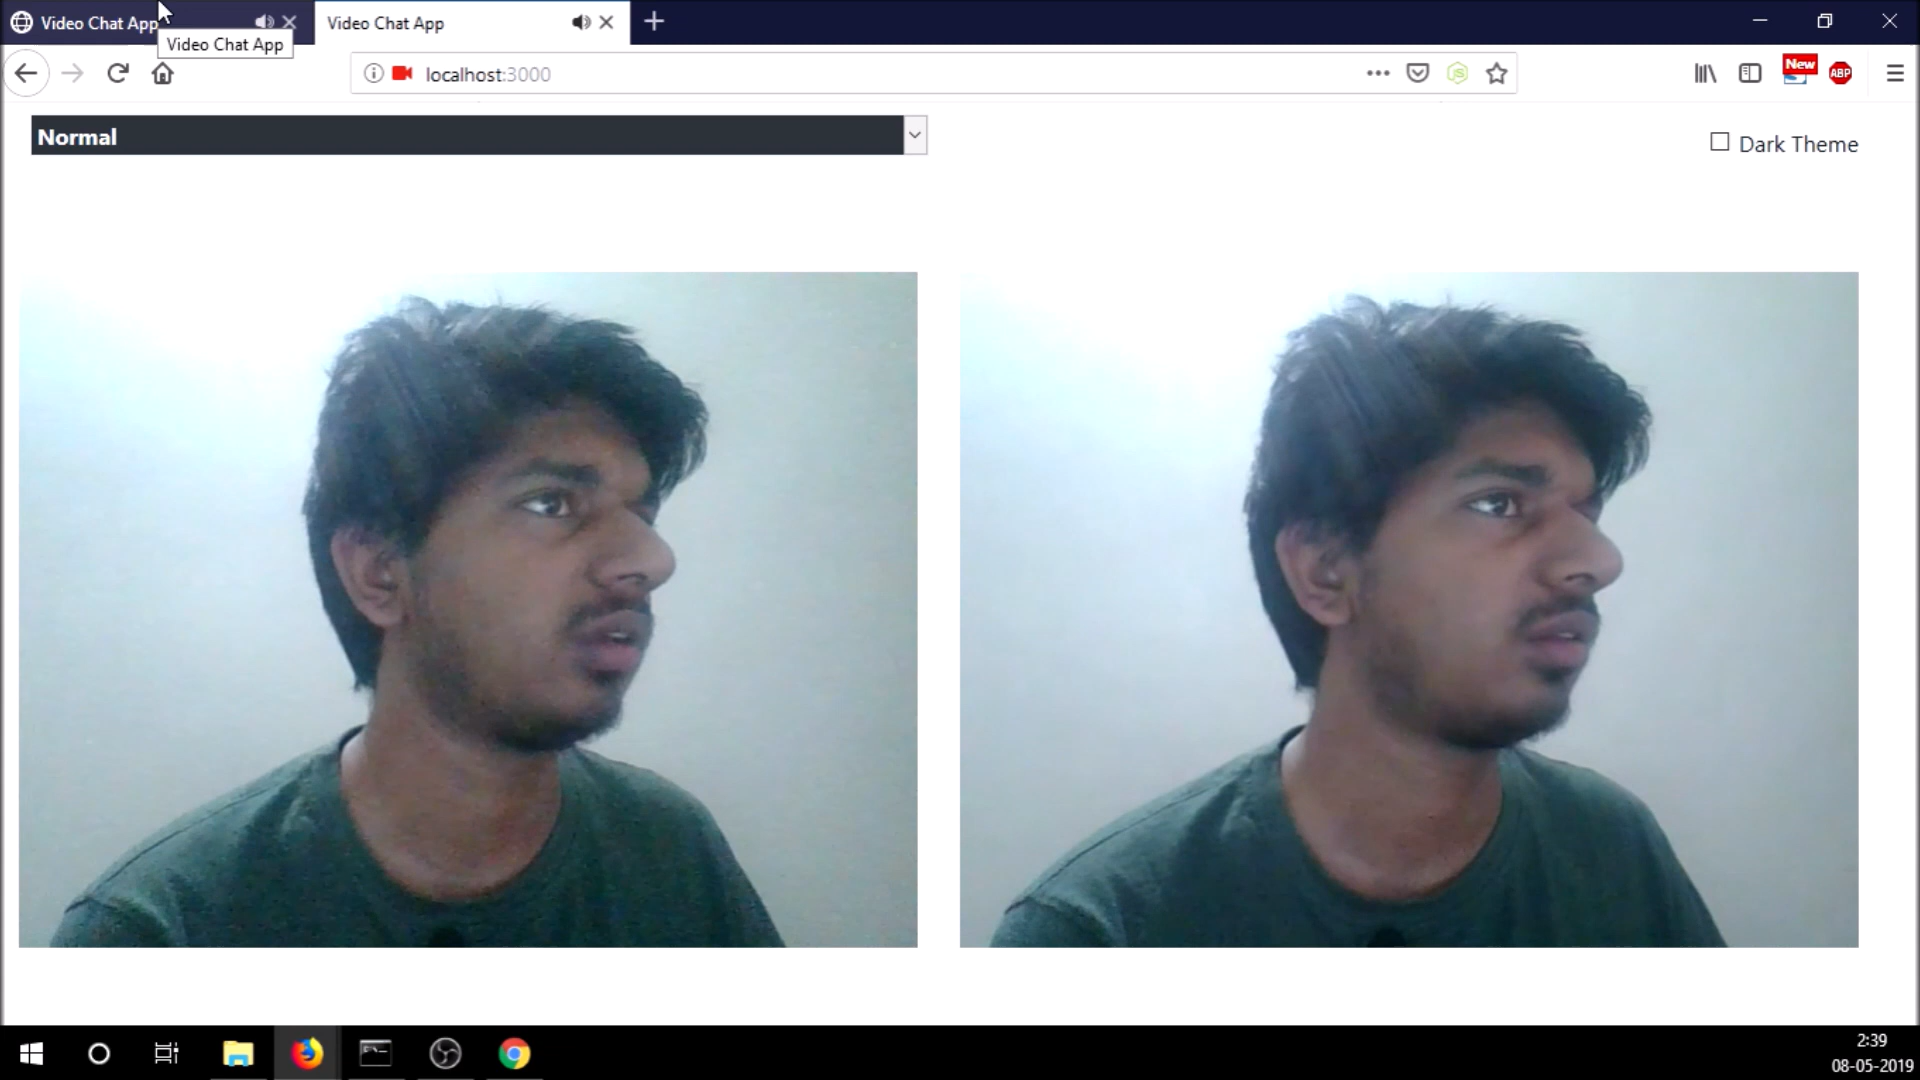 Video Chat App
Video Chat App
Video Chat App
localhost:3000
New
ABP
Normal
Dark Theme
2:39
08-05-2019